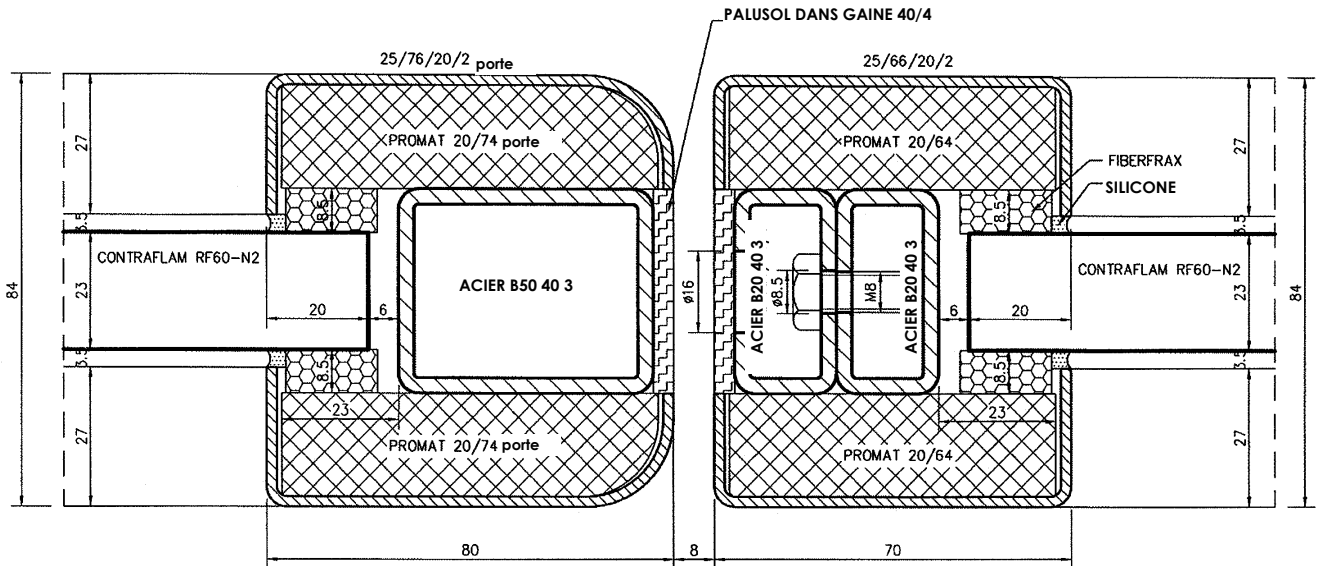 PALUSOL DANS GAINE 40/4
25/76/20/2 porte
25/66/20/2
PROMAT 20/74 porte
PROMAT 20/64
FIBERFRAX
SILICONE
27
27
8.5
8.5
3.5
3.5
CONTRAFLAM RF60-N2
CONTRAFLAM RF60-N2
84
23
20
6
ACIER B50 40 3
ø16
ACIER B20 40 3
ø8.5
M8
ACIER B20 40 3
6
20
23
84
3.5
8.5
8.5
3.5
23
23
27
27
PROMAT 20/74 porte
PROMAT 20/64
80
8
70